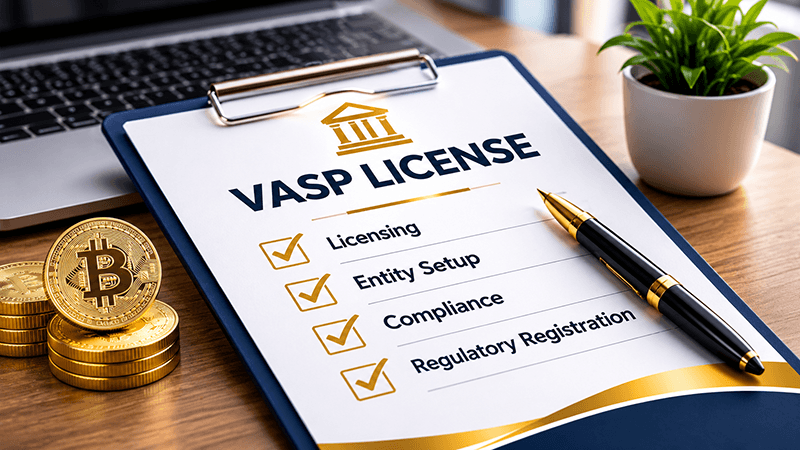 VASP LICENSE
Licensing
Entity Setup
Compliance
Regulatory Registration